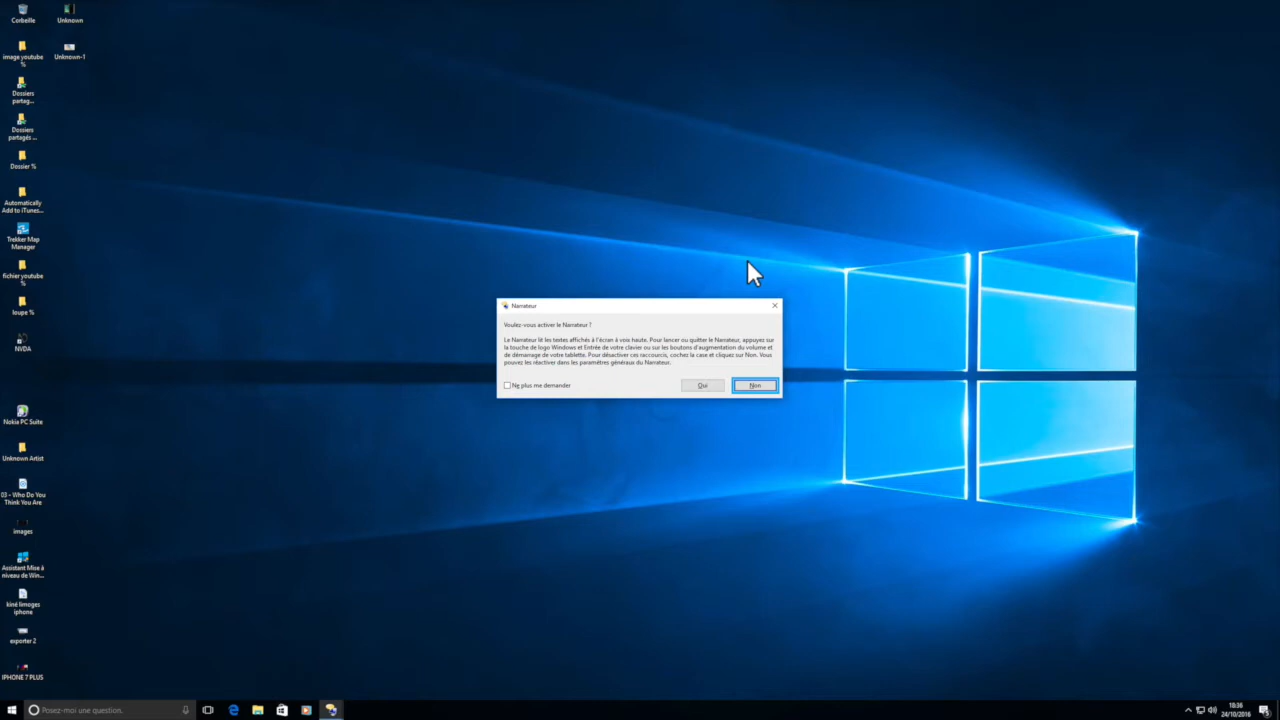 Corbeille
Unknown
image youtube
%
Unknown-1
Dossiers
partag...
Dossiers
partagés ...
Dossier %
Automatically
Add to iTunes...
Trekker Map
Manager
fichier youtube
%
loupe %
NVDA
Nokia PC Suite
Unknown Artist
03 - Who Do You
Think You Are
images
Assistant Mise à
niveau de Win...
kiné limoges
iphone
exporter 2
IPHONE 7 PLUS
Narrateur
Voulez-vous activer le Narrateur ?
Le Narrateur lit les textes affichés à l'écran à voix haute. Pour lancer ou quitter le Narrateur, appuyez sur
la touche de logo Windows et Entrée de votre clavier ou sur les boutons d'augmentation du volume et
de démarrage de votre tablette. Pour désactiver ces raccourcis, cochez la case et cliquez sur Non. Vous
pouvez les réactiver dans les paramètres généraux du Narrateur.
Ne plus me demander
Oui
Non
Posez-moi une question.
18:36
24/10/2016